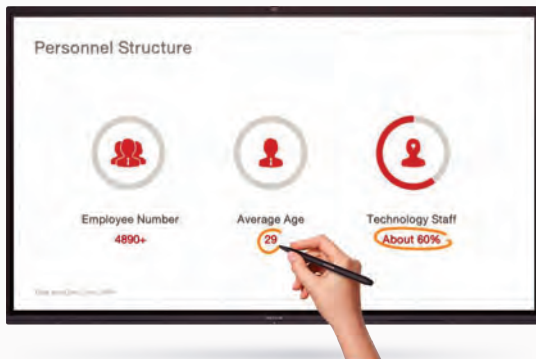 Personnel Structure
Employee Number
4890+
Average Age
29
Technology Staff
About 60%